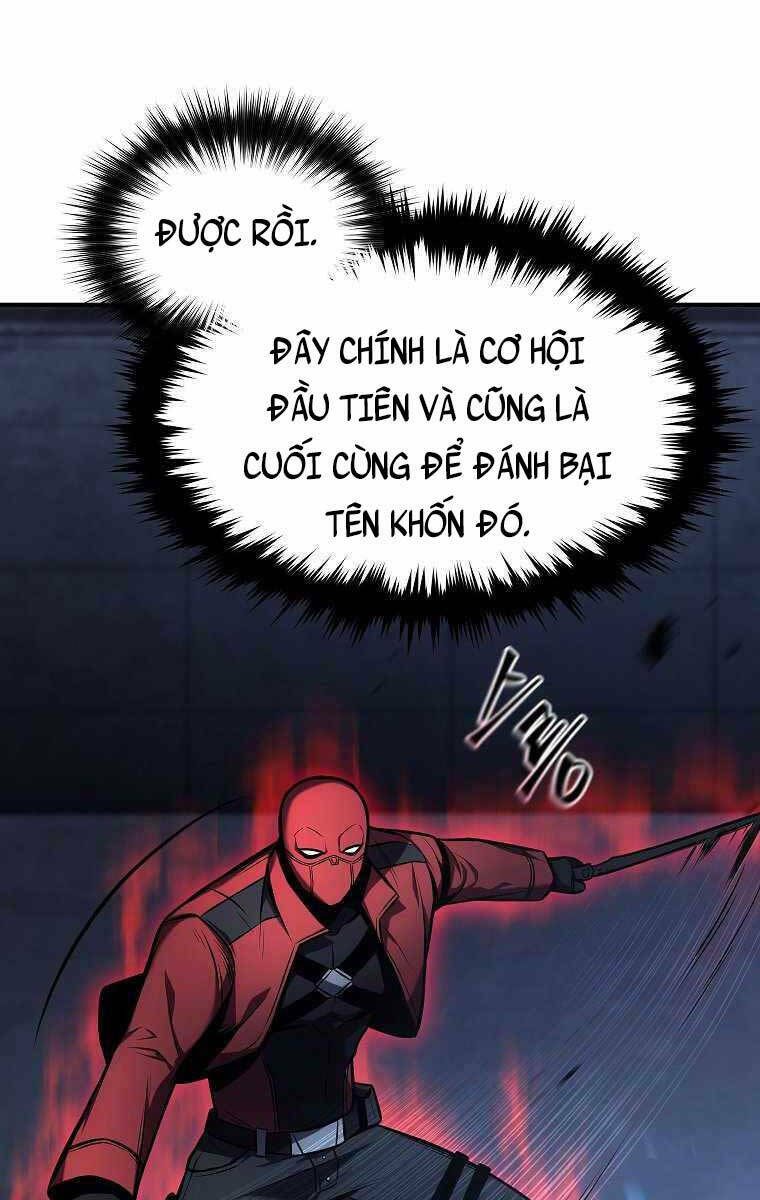 ĐƯỢC RỒI.
ĐÂY CHÍNH LÀ CƠ HỘI
ĐẦU TIÊN VÀ CŨNG LÀ
CUỐI CÙNG ĐỂ ĐÁNH BẠI
TÊN KHỐN ĐÓ.